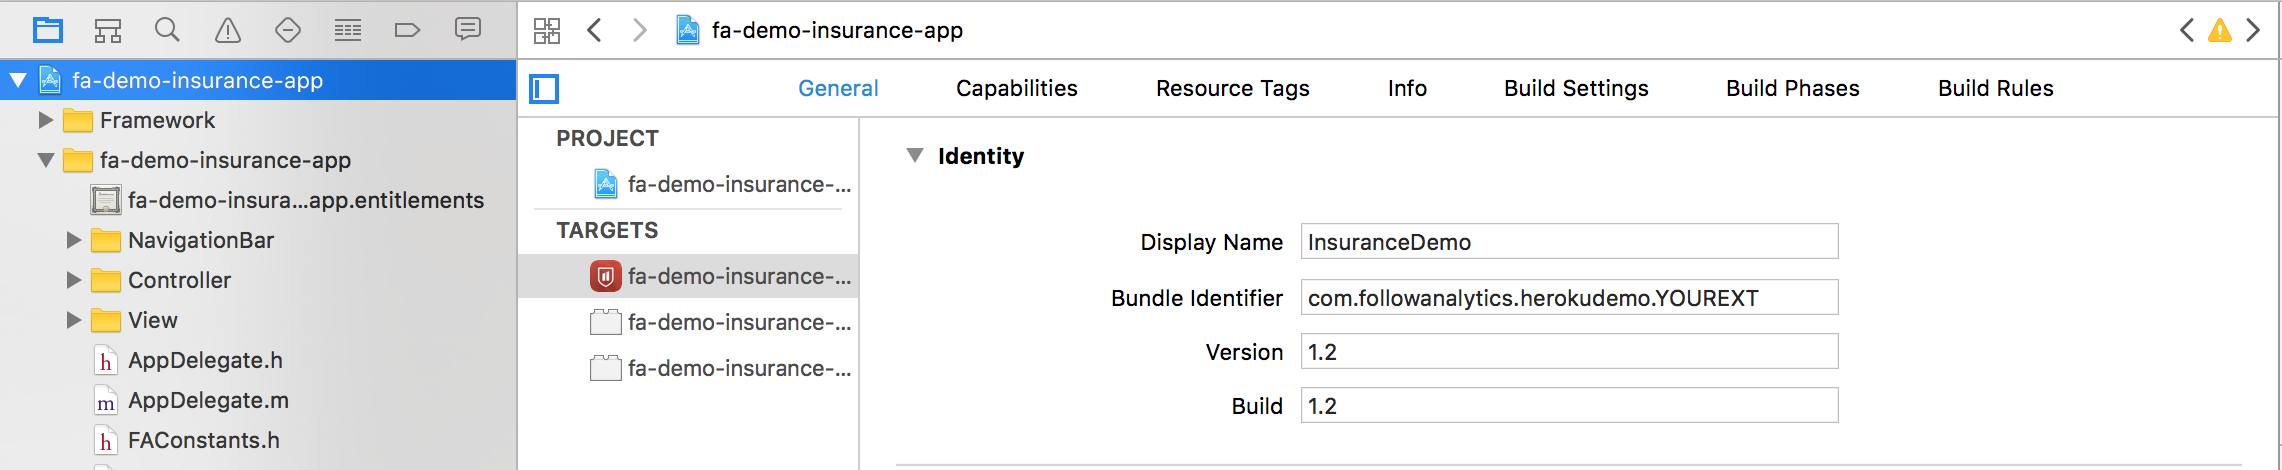 fa-demo-insurance-app
General Capabilities Resource Tags Info Build Settings Build Phases Build Rules
fa-demo-insurance-app
Framework
fa-demo-insurance-app
fa-demo-insura...app.entitlements
NavigationBar
Controller
View
h AppDelegate.h
m AppDelegate.m
h FAConstants.h
PROJECT
fa-demo-insurance-...
TARGETS
fa-demo-insurance-...
fa-demo-insurance-...
fa-demo-insurance-...
Identity
Display Name InsuranceDemo
Bundle Identifier com.followanalytics.herokudemo.YOUREXT
Version 1.2
Build 1.2